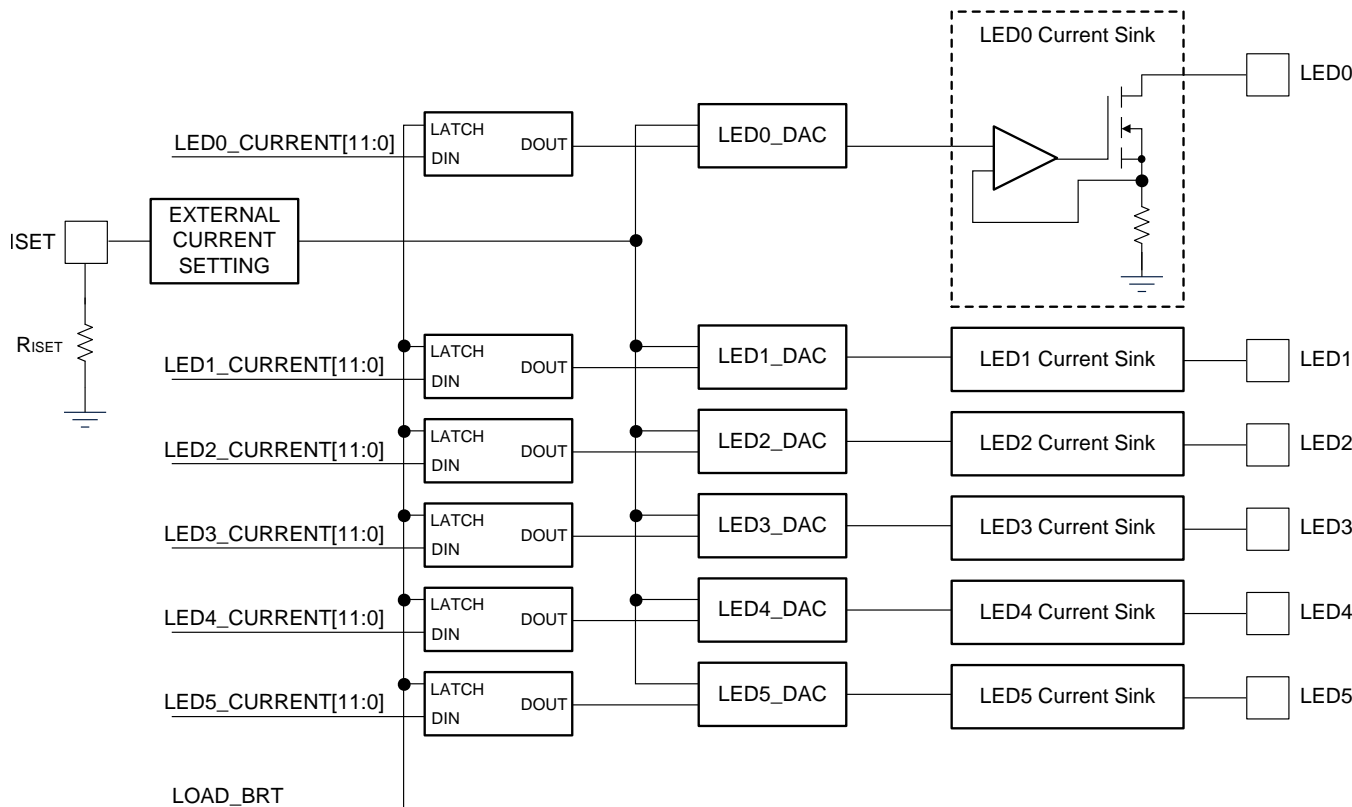 LED0 Current Sink
LED0
LED0_CURRENT[11:0]
LATCH
DIN
DOUT
LED0_DAC
ISET
EXTERNAL
CURRENT
SETTING
RISET
LED1_CURRENT[11:0]
LATCH
DIN
DOUT
LED1_DAC
LED1 Current Sink
LED1
LED2_CURRENT[11:0]
LATCH
DIN
DOUT
LED2_DAC
LED2 Current Sink
LED2
LED3_CURRENT[11:0]
LATCH
DIN
DOUT
LED3_DAC
LED3 Current Sink
LED3
LED4_CURRENT[11:0]
LATCH
DIN
DOUT
LED4_DAC
LED4 Current Sink
LED4
LED5_CURRENT[11:0]
LATCH
DIN
DOUT
LED5_DAC
LED5 Current Sink
LED5
LOAD_BRT